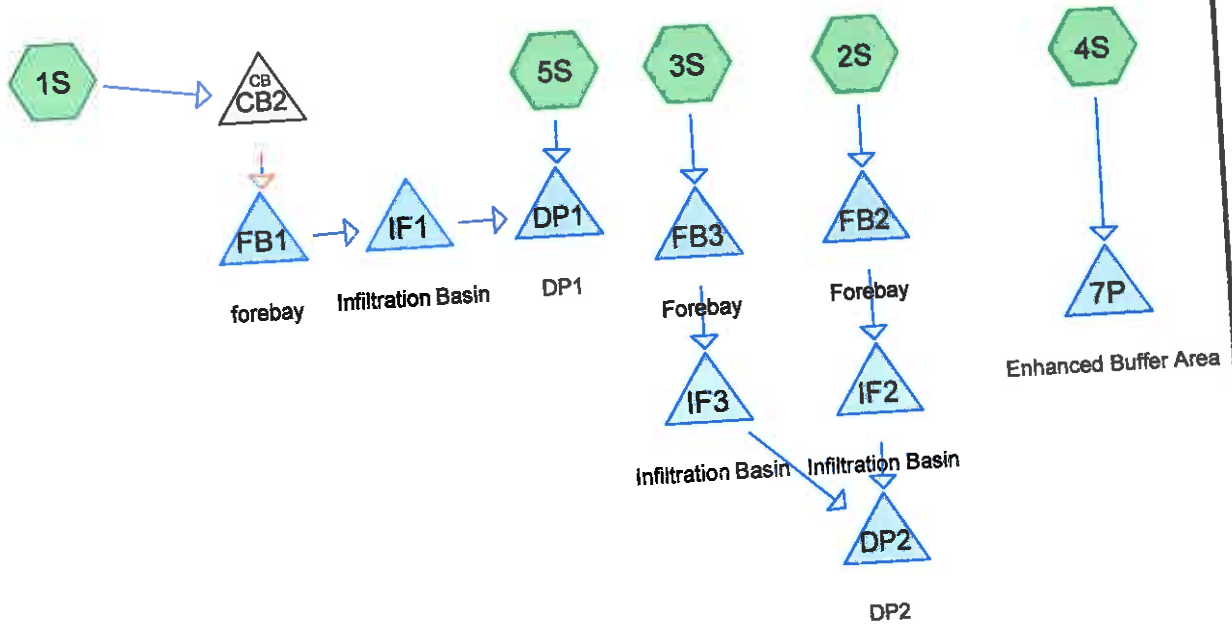 1S
CB
CB2
5S
3S
2S
4S
FB1
IF1
DP1
FB3
FB2
7P
forebay
Infiltration Basin
DP1
Forebay
Forebay
Enhanced Buffer Area
IF3
IF2
Infiltration Basin
Infiltration Basin
DP2
DP2